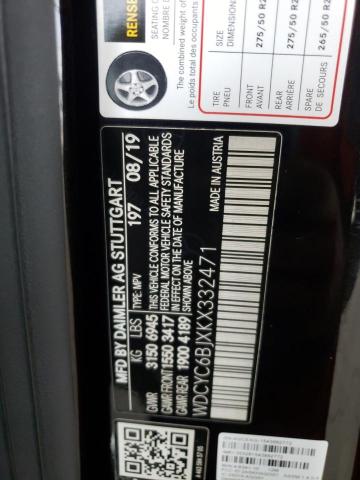 RENSE
SEATING
NOMBRE
The combined weight of
Le poids total des occupants
SIZE
DIMENSIONS
TIRE
PNEU
FRONT
AVANT
275/50 R2
REAR
ARRIÈRE
275/50 R2
SPARE
DE SECOURS
265/50 R2
MFD BY DAIMLER AG STUTTGART
TYPE: MPV 197 08/19
KG LBS
GVWR 3150 6945
GAWR FRONT 1550 3417
GAWR REAR 1900 4189
THIS VEHICLE CONFORMS TO ALL APPLICABLE
FEDERAL MOTOR VEHICLE SAFETY STANDARDS
IN EFFECT ON THE DATE OF MANUFACTURE
WDCYC6BJXKX332471
MADE IN AUSTRIA